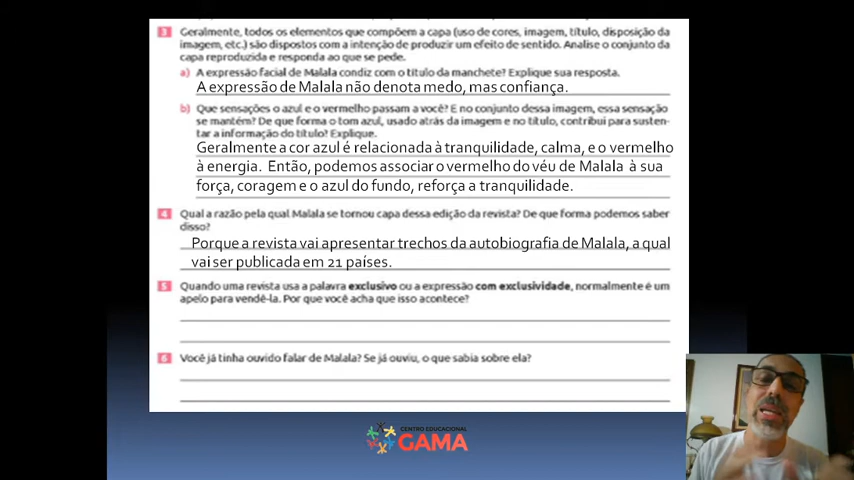 3 Geralmente, todos os elementos que compõem a capa (uso de cores, imagem, título, disposição da
imagem, etc.) são dispostos com a intenção de produzir um efeito de sentido. Analise o conjunto da
capa reproduzida e responda ao que se pede.
a) A expressão facial de Malala condiz com o título da manchete? Explique sua resposta.
A expressão de Malala não denota medo, mas confiança.
b) Que sensações o azul e o vermelho passam a você? E no conjunto dessa imagem, essa sensação
se mantém? De que forma o tom azul, usado atrás da imagem e no título, contribui para susten-
tar a informação do título? Explique.
Geralmente a cor azul é relacionada à tranquilidade, calma, e o vermelho
à energia. Então, podemos associar o vermelho do véu de Malala à sua
força, coragem e o azul do fundo, reforça a tranquilidade.
4 Qual a razão pela qual Malala se tornou capa dessa edição da revista? De que forma podemos saber
disso?
Porque a revista vai apresentar trechos da autobiografia de Malala, a qual
vai ser publicada em 21 países.
5 Quando uma revista usa a palavra exclusivo ou a expressão com exclusividade, normalmente é um
apelo para vendê-la. Por que você acha que isso acontece?
6 Você já tinha ouvido falar de Malala? Se já ouviu, o que sabia sobre ela?
CENTRO EDUCACIONAL
GAMA